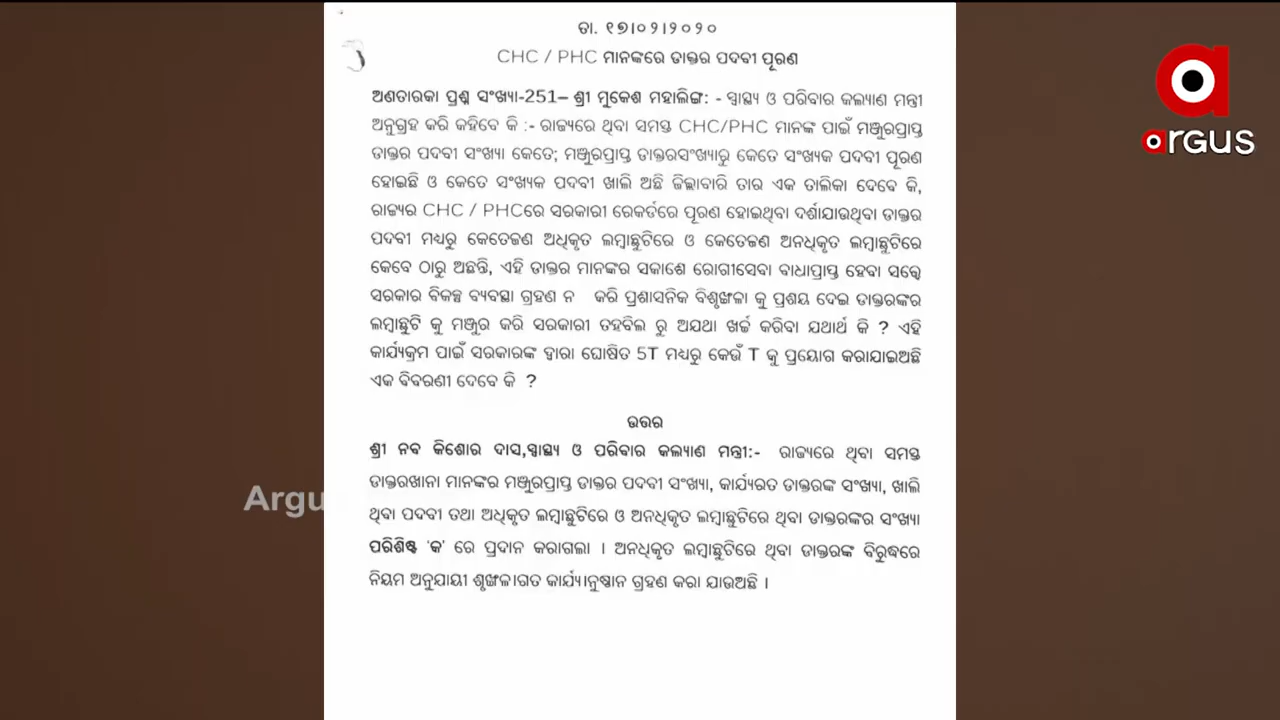 ତା. ୧୭।୦୨।୨୦୨୦
CHC / PHC ମାନଙ୍କରେ ଡାକ୍ତର ପଦବୀ ପୂରଣ
ଅଣତାରକା ପ୍ରଶ୍ନ ସଂଖ୍ୟା-251– ଶ୍ରୀ ମୁକେଶ ମହାଲିଙ୍ଗ: - ସ୍ୱାସ୍ଥ୍ୟ ଓ ପରିବାର କଲ୍ୟାଣ ମନ୍ତ୍ରୀ
ଅନୁଗ୍ରହ କରି କହିବେ କି :- ରାଜ୍ୟରେ ଥିବା ସମସ୍ତ CHC/PHC ମାନଙ୍କ ପାଇଁ ମଞ୍ଜୁରପ୍ରାପ୍ତ
ଡାକ୍ତର ପଦବୀ ସଂଖ୍ୟା କେତେ; ମଞ୍ଜୁରପ୍ରାପ୍ତ ଡାକ୍ତରସଂଖ୍ୟାରୁ କେତେ ସଂଖ୍ୟକ ପଦବୀ ପୂରଣ
ହୋଇଛି ଓ କେତେ ସଂଖ୍ୟକ ପଦବୀ ଖାଲି ଅଛି ଜିଲ୍ଲାବାରି ତାର ଏକ ତାଲିକା ଦେବେ କି,
ରାଜ୍ୟର CHC / PHCରେ ସରକାରୀ ରେକର୍ଡରେ ପୂରଣ ହୋଇଥିବା ଦର୍ଶାଯାଉଥିବା ଡାକ୍ତର
ପଦବୀ ମଧ୍ୟରୁ କେତେଜଣ ଅଧିକୃତ ଲମ୍ବାଛୁଟିରେ ଓ କେତେଜଣ ଅନଧିକୃତ ଲମ୍ବାଛୁଟିରେ
କେବେ ଠାରୁ ଅଛନ୍ତି, ଏହି ଡାକ୍ତର ମାନଙ୍କର ସକାଶେ ରୋଗୀସେବା ବାଧାପ୍ରାପ୍ତ ହେବା ସତ୍ତ୍ୱେ
ସରକାର ବିକଳ୍ପ ବ୍ୟବସ୍ଥା ଗ୍ରହଣ ନ କରି ପ୍ରଶାସନିକ ବିଶୃଙ୍ଖଳା କୁ ପ୍ରଶୟ ଦେଇ ଡାକ୍ତରଙ୍କର
ଲମ୍ବାଛୁଟି କୁ ମଞ୍ଜୁର କରି ସରକାରୀ ତହବିଲ ରୁ ଅଯଥା ଖର୍ଚ୍ଚ କରିବା ଯଥାର୍ଥ କି ? ଏହି
କାର୍ଯ୍ୟକ୍ରମ ପାଇଁ ସରକାରଙ୍କ ଦ୍ୱାରା ଘୋଷିତ 5T ମଧ୍ୟରୁ କେଉଁ T କୁ ପ୍ରୟୋଗ କରାଯାଇଅଛି
ଏକ ବିବରଣୀ ଦେବେ କି ?
ଉତ୍ତର
ଶ୍ରୀ ନବ କିଶୋର ଦାସ,ସ୍ୱାସ୍ଥ୍ୟ ଓ ପରିବାର କଲ୍ୟାଣ ମନ୍ତ୍ରୀ:- ରାଜ୍ୟରେ ଥିବା ସମସ୍ତ
ଡାକ୍ତରଖାନା ମାନଙ୍କର ମଞ୍ଜୁରପ୍ରାପ୍ତ ଡାକ୍ତର ପଦବୀ ସଂଖ୍ୟା, କାର୍ଯ୍ୟରତ ଡାକ୍ତରଙ୍କ ସଂଖ୍ୟା, ଖାଲି
ଥିବା ପଦବୀ ତଥା ଅଧିକୃତ ଲମ୍ବାଛୁଟିରେ ଓ ଅନଧିକୃତ ଲମ୍ବାଛୁଟିରେ ଥିବା ଡାକ୍ତରଙ୍କର ସଂଖ୍ୟା
ପରିଶିଷ୍ଟ ‘କ’ ରେ ପ୍ରଦାନ କରାଗଲା । ଅନଧିକୃତ ଲମ୍ବାଛୁଟିରେ ଥିବା ଡାକ୍ତରଙ୍କ ବିରୁଦ୍ଧରେ
ନିୟମ ଅନୁଯାୟୀ ଶୃଙ୍ଖଳାଗତ କାର୍ଯ୍ୟାନୁଷ୍ଠାନ ଗ୍ରହଣ କରା ଯାଉଅଛି ।
argus